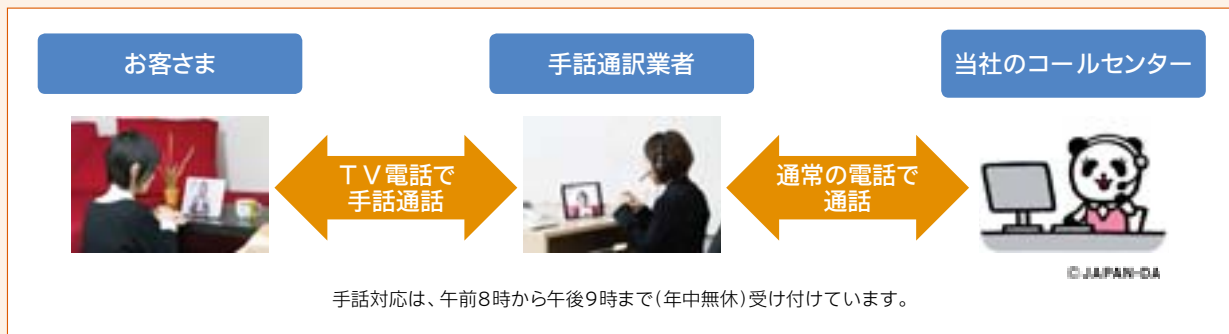 お客さま
手話通訳業者
当社のコールセンター
TV電話で
手話通話
通常の電話で
通話
©JAPAN-DA
手話対応は、午前8時から午後9時まで(年中無休)受け付けています。